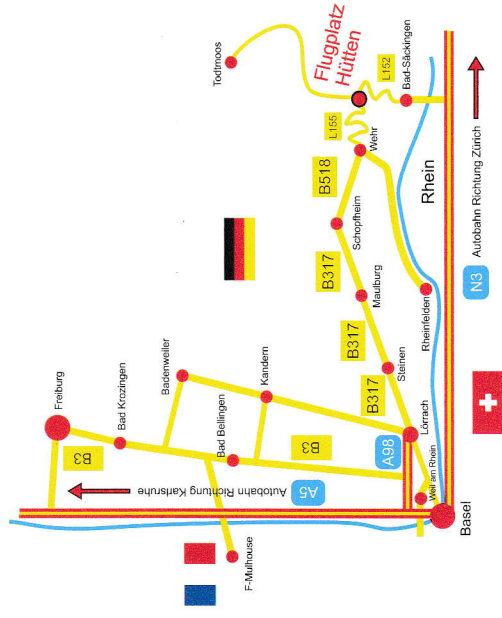 Todtmoos
Flugplatz
Hütten
L152
Bad-Säckingen
L155
Wehr
B518
Schopfheim
Rhein
B317
Maulburg
Autobahn Richtung Zürich
N3
Rheinfelden
B317
Steinen
B317
Freiburg
Badenweiler
Bad Krozingen
Kandern
B3
Bad Bellingen
B3
Lörrach
A98
Weil am Rhein
Autobahn Richtung Karlsruhe
A5
F-Mulhouse
Basel